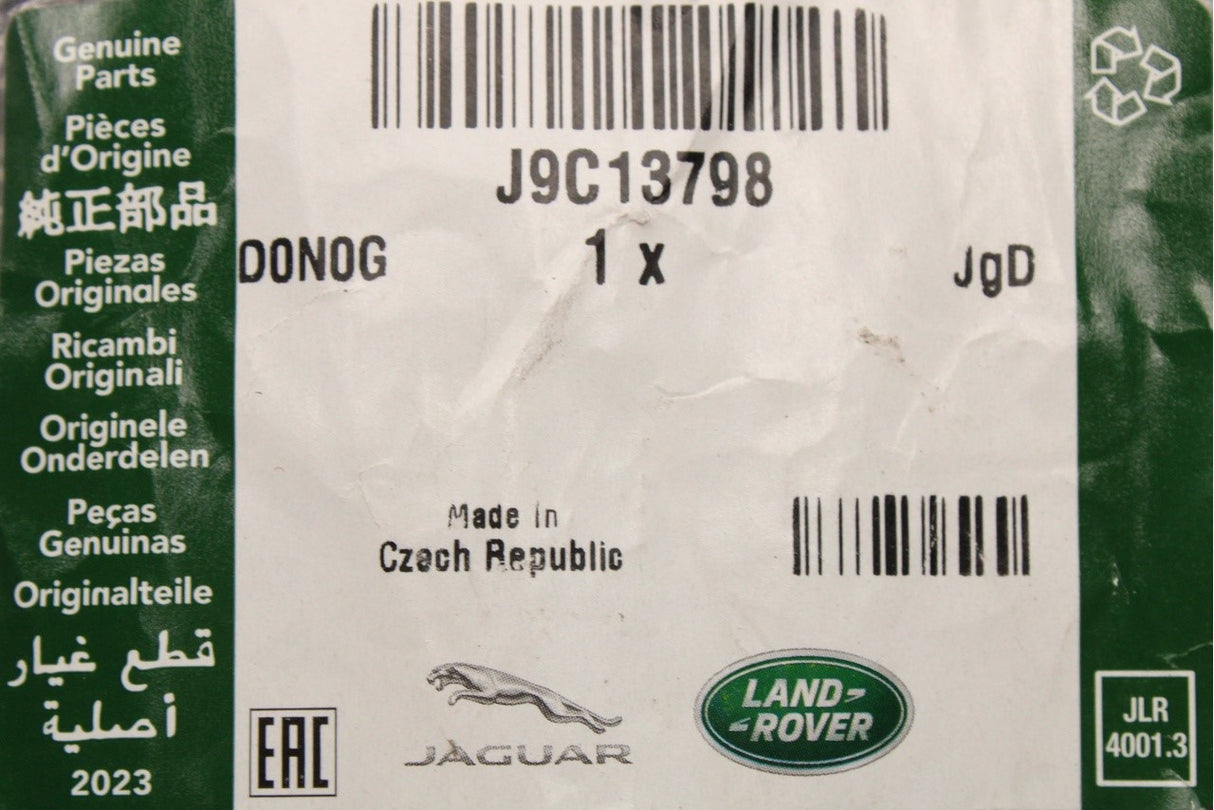 Genuine
Parts
Pièces
d'Origine
純正部品
Piezas
Originales
Ricambi
Originali
Originele
Onderdelen
Peças
Genuinas
Originalteile
قطع غيار
أصلية
2023
J9C13798
DONOG 1 x JgD
Made in
Czech Republic
EAC
JAGUAR
LAND
ROVER
JLR
4001.3